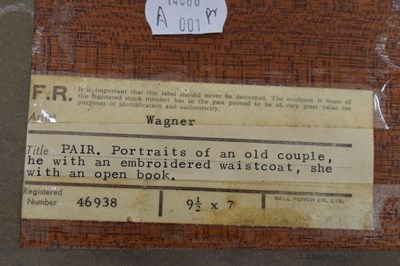 14000
A 001 pr
F.R.
It is important that this label should never be destroyed. The evidence it bears of
the registered stock number has in the past proved to be of very great value for
purposes of identification and authenticity.
Artist Wagner
Title PAIR. Portraits of an old couple,
he with an embroidered waistcoat, she
with an open book.
Registered
Number 46938 9½ x 7
BELL PUNCH CO. LTD.